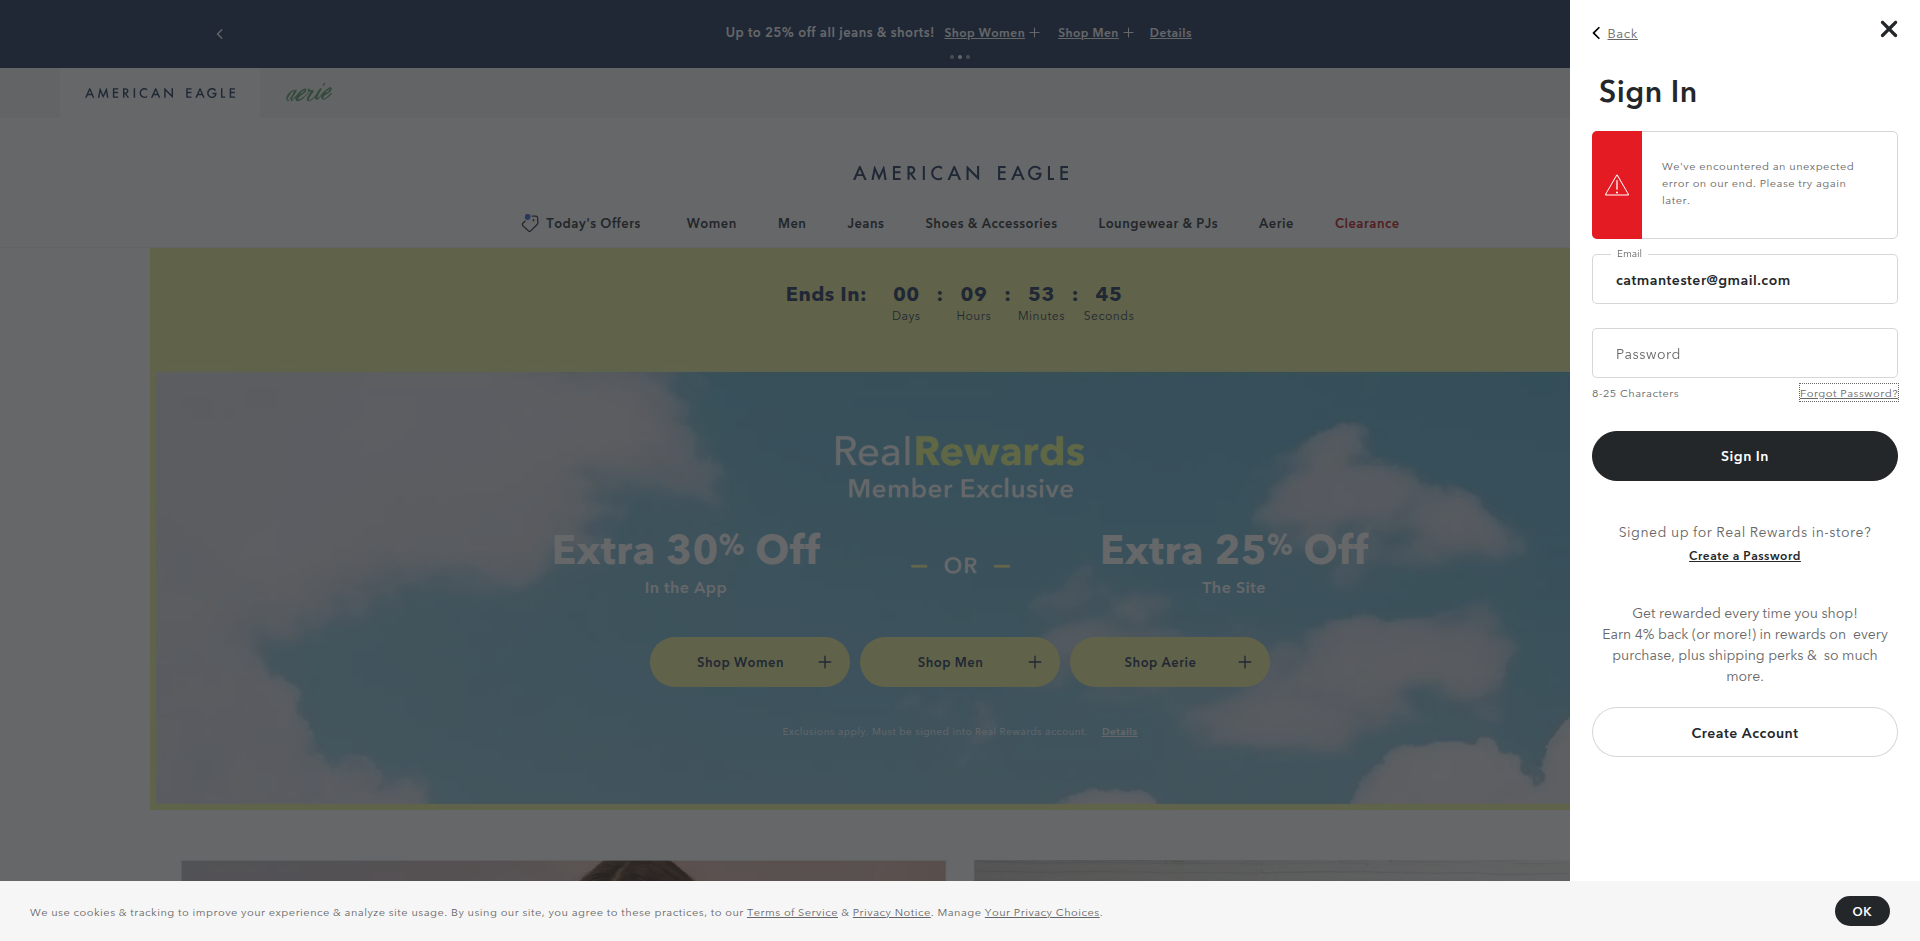 Up to 25% off all jeans & shorts! Shop Women Shop Men Details
AMERICAN EAGLE aerie
AMERICAN EAGLE
Today's Offers Women Men Jeans Shoes & Accessories Loungewear & PJs Aerie Clearance
Ends In: 00 : 09 : 53 : 45
Days Hours Minutes Seconds
RealRewards
Member Exclusive
Extra 30% Off
In the App
OR
Extra 25% Off
The Site
Shop Women + Shop Men + Shop Aerie +
Exclusions apply. Must be signed into Real Rewards account. Details
Back
Sign In
We've encountered an unexpected
error on our end. Please try again
later.
Email
catmantester@gmail.com
Password
8-25 Characters Forgot Password?
Sign In
Signed up for Real Rewards in-store?
Create a Password
Get rewarded every time you shop!
Earn 4% back (or more!) in rewards on every
purchase, plus shipping perks & so much
more.
Create Account
We use cookies & tracking to improve your experience & analyze site usage. By using our site, you agree to these practices, to our Terms of Service & Privacy Notice. Manage Your Privacy Choices.
OK